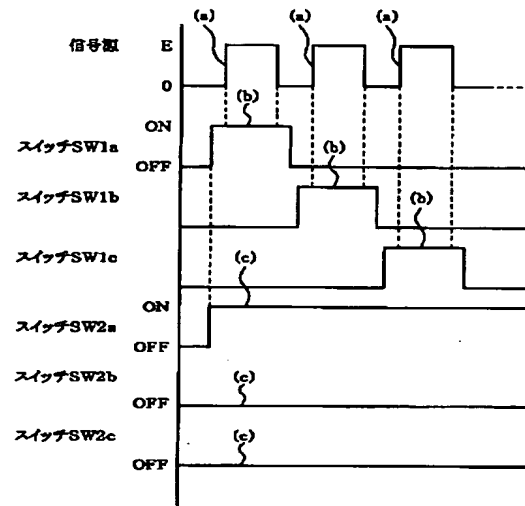 (a) (a) (a)
信号源 E
0
(b)
ON
スイッチSW1a
OFF
(b)
スイッチSW1b
(b)
スイッチSW1c
(c)
ON
スイッチSW2a
OFF
(c)
スイッチSW2b
OFF
(c)
スイッチSW2c
OFF